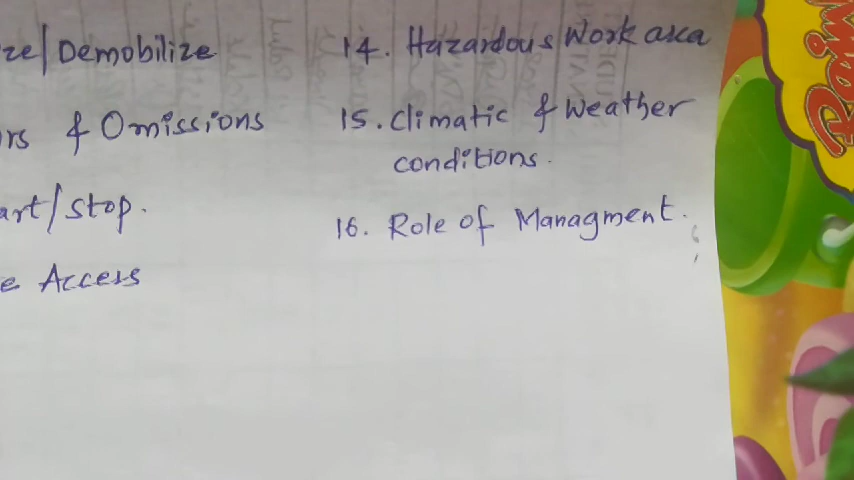 ze/Demobilize
rs & Omissions
art/stop.
e Access
14. Hazardous Work area
15. Climatic & Weather
conditions.
16. Role of Managment.